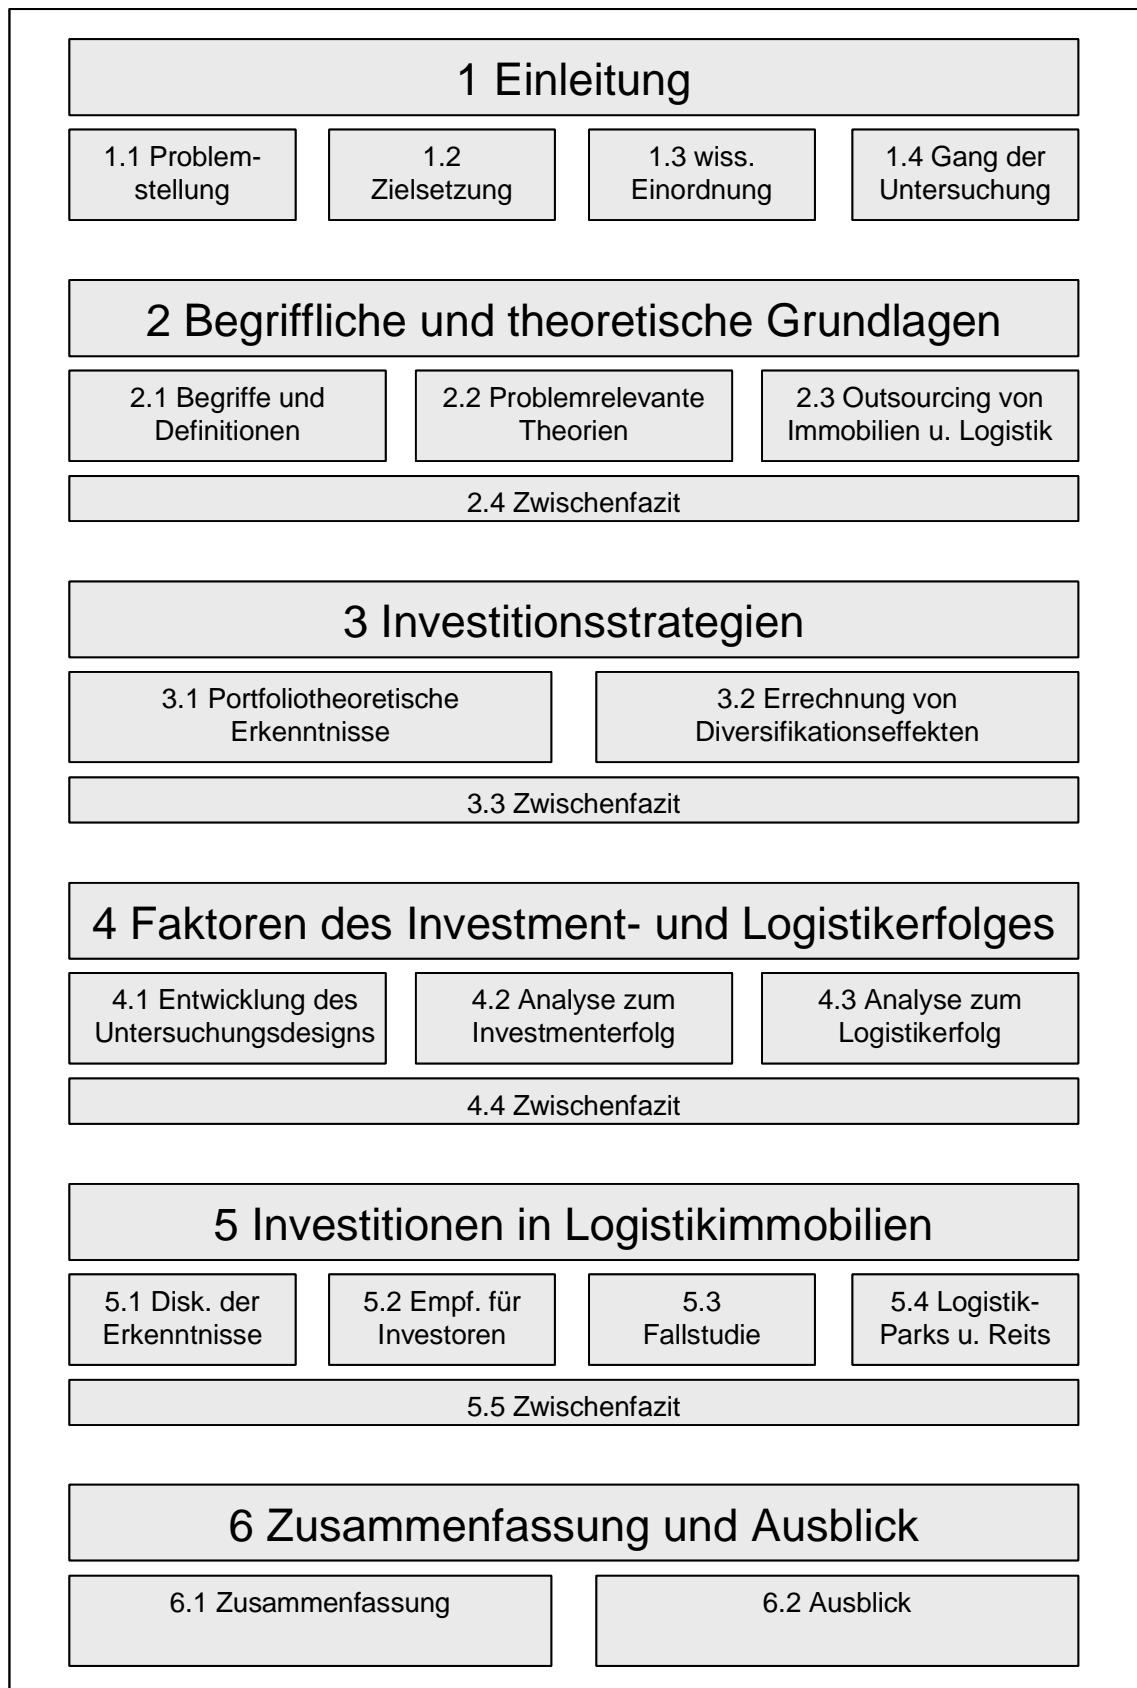 1 Einleitung
1.1 Problem-
stellung
1.2
Zielsetzung
1.3 wiss.
Einordnung
1.4 Gang der
Untersuchung
2 Begriffliche und theoretische Grundlagen
2.1 Begriffe und
Definitionen
2.2 Problemrelevante
Theorien
2.3 Outsourcing von
Immobilien u. Logistik
2.4 Zwischenfazit
3 Investitionsstrategien
3.1 Portfoliotheoretische
Erkenntnisse
3.2 Errechnung von
Diversifikationseffekten
3.3 Zwischenfazit
4 Faktoren des Investment- und Logistikerfolges
4.1 Entwicklung des
Untersuchungsdesigns
4.2 Analyse zum
Investmenterfolg
4.3 Analyse zum
Logistikerfolg
4.4 Zwischenfazit
5 Investitionen in Logistikimmobilien
5.1 Disk. der
Erkenntnisse
5.2 Empf. für
Investoren
5.3
Fallstudie
5.4 Logistik-
Parks u. Reits
5.5 Zwischenfazit
6 Zusammenfassung und Ausblick
6.1 Zusammenfassung
6.2 Ausblick